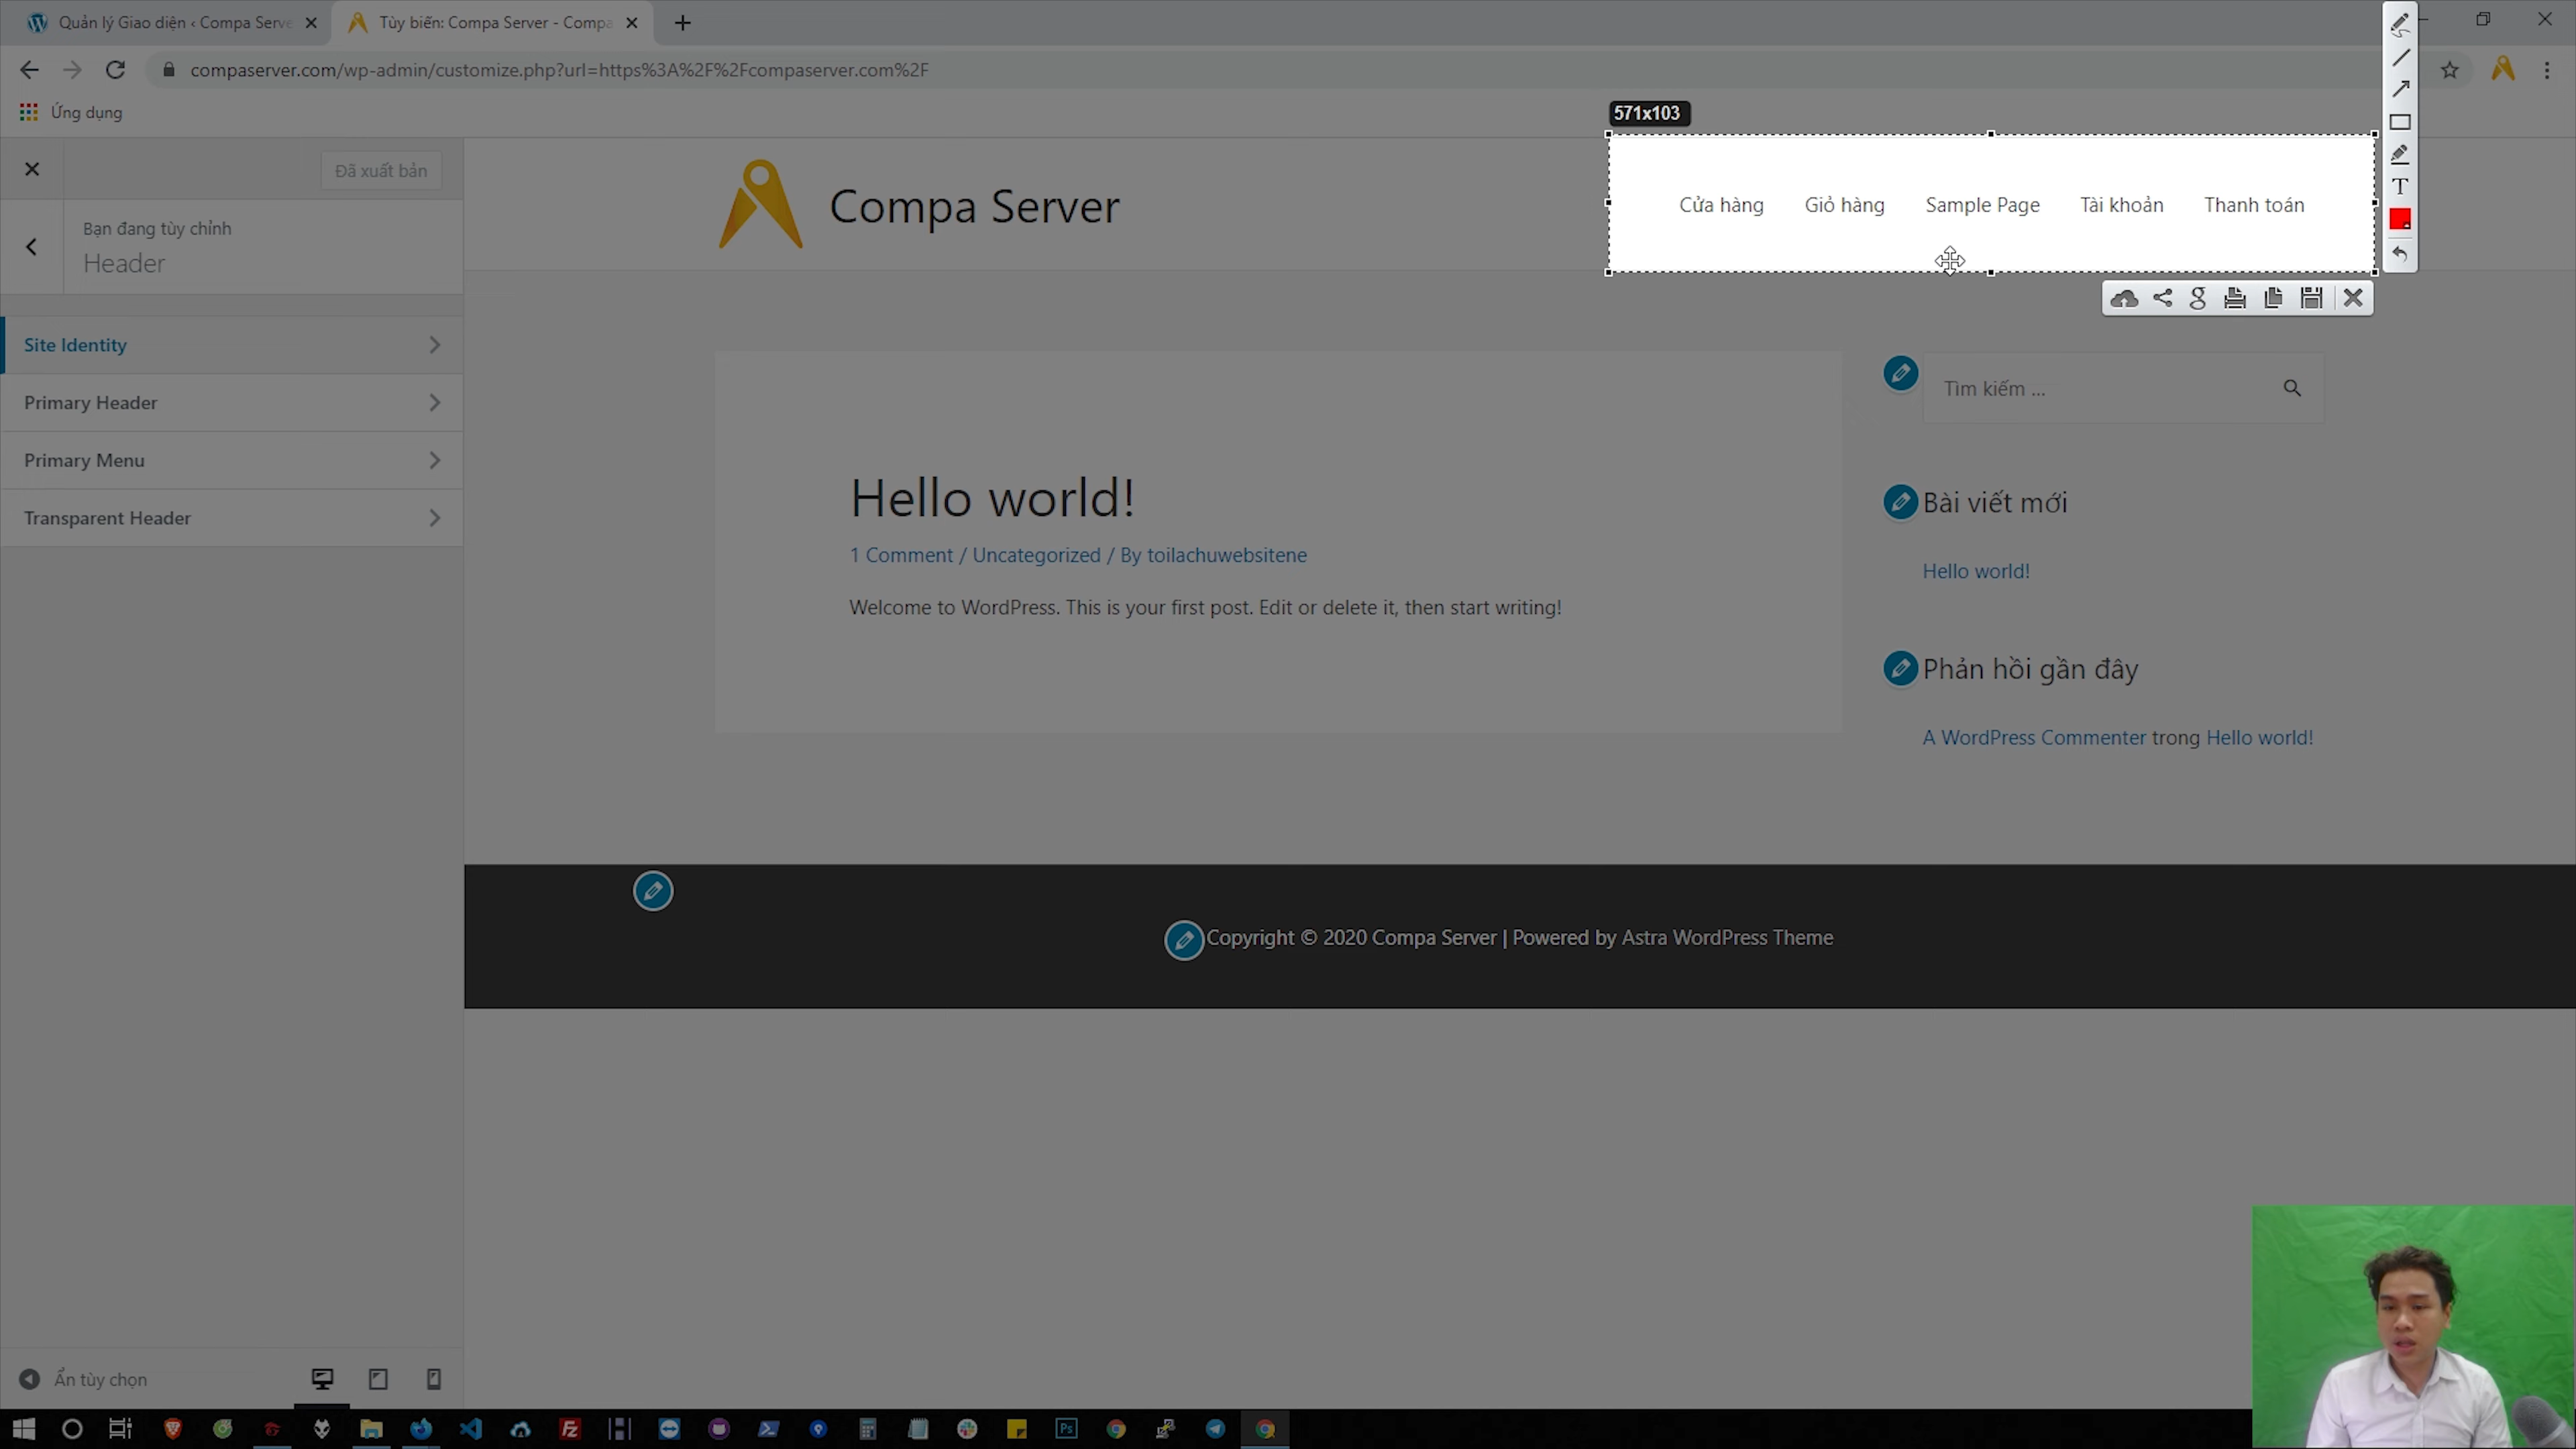 Quản lý Giao diện ‹ Compa Serve
Tùy biến: Compa Server - Compa
compaserver.com/wp-admin/customize.php?url=https%3A%2F%2Fcompaserver.com%2F
Ứng dụng
571x103
Đã xuất bản
Bạn đang tùy chỉnh
Header
Site Identity
Primary Header
Primary Menu
Transparent Header
Ẩn tùy chọn
Compa Server
Cửa hàng
Giỏ hàng
Sample Page
Tài khoản
Thanh toán
Hello world!
1 Comment / Uncategorized / By toilachuwebsitene
Welcome to WordPress. This is your first post. Edit or delete it, then start writing!
Tìm kiếm ...
Bài viết mới
Hello world!
Phản hồi gần đây
A WordPress Commenter trong Hello world!
Copyright © 2020 Compa Server | Powered by Astra WordPress Theme